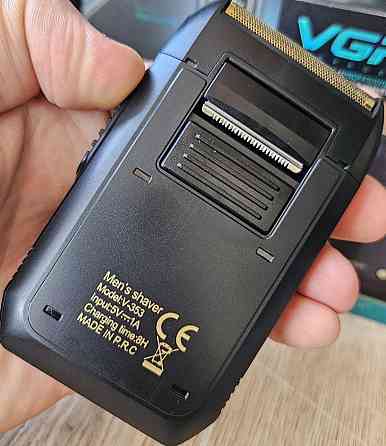 VGR
Men's shaver
Model:V-353
Input:5V⎓1A
Charging time:8H
MADE IN P.R.C
CE